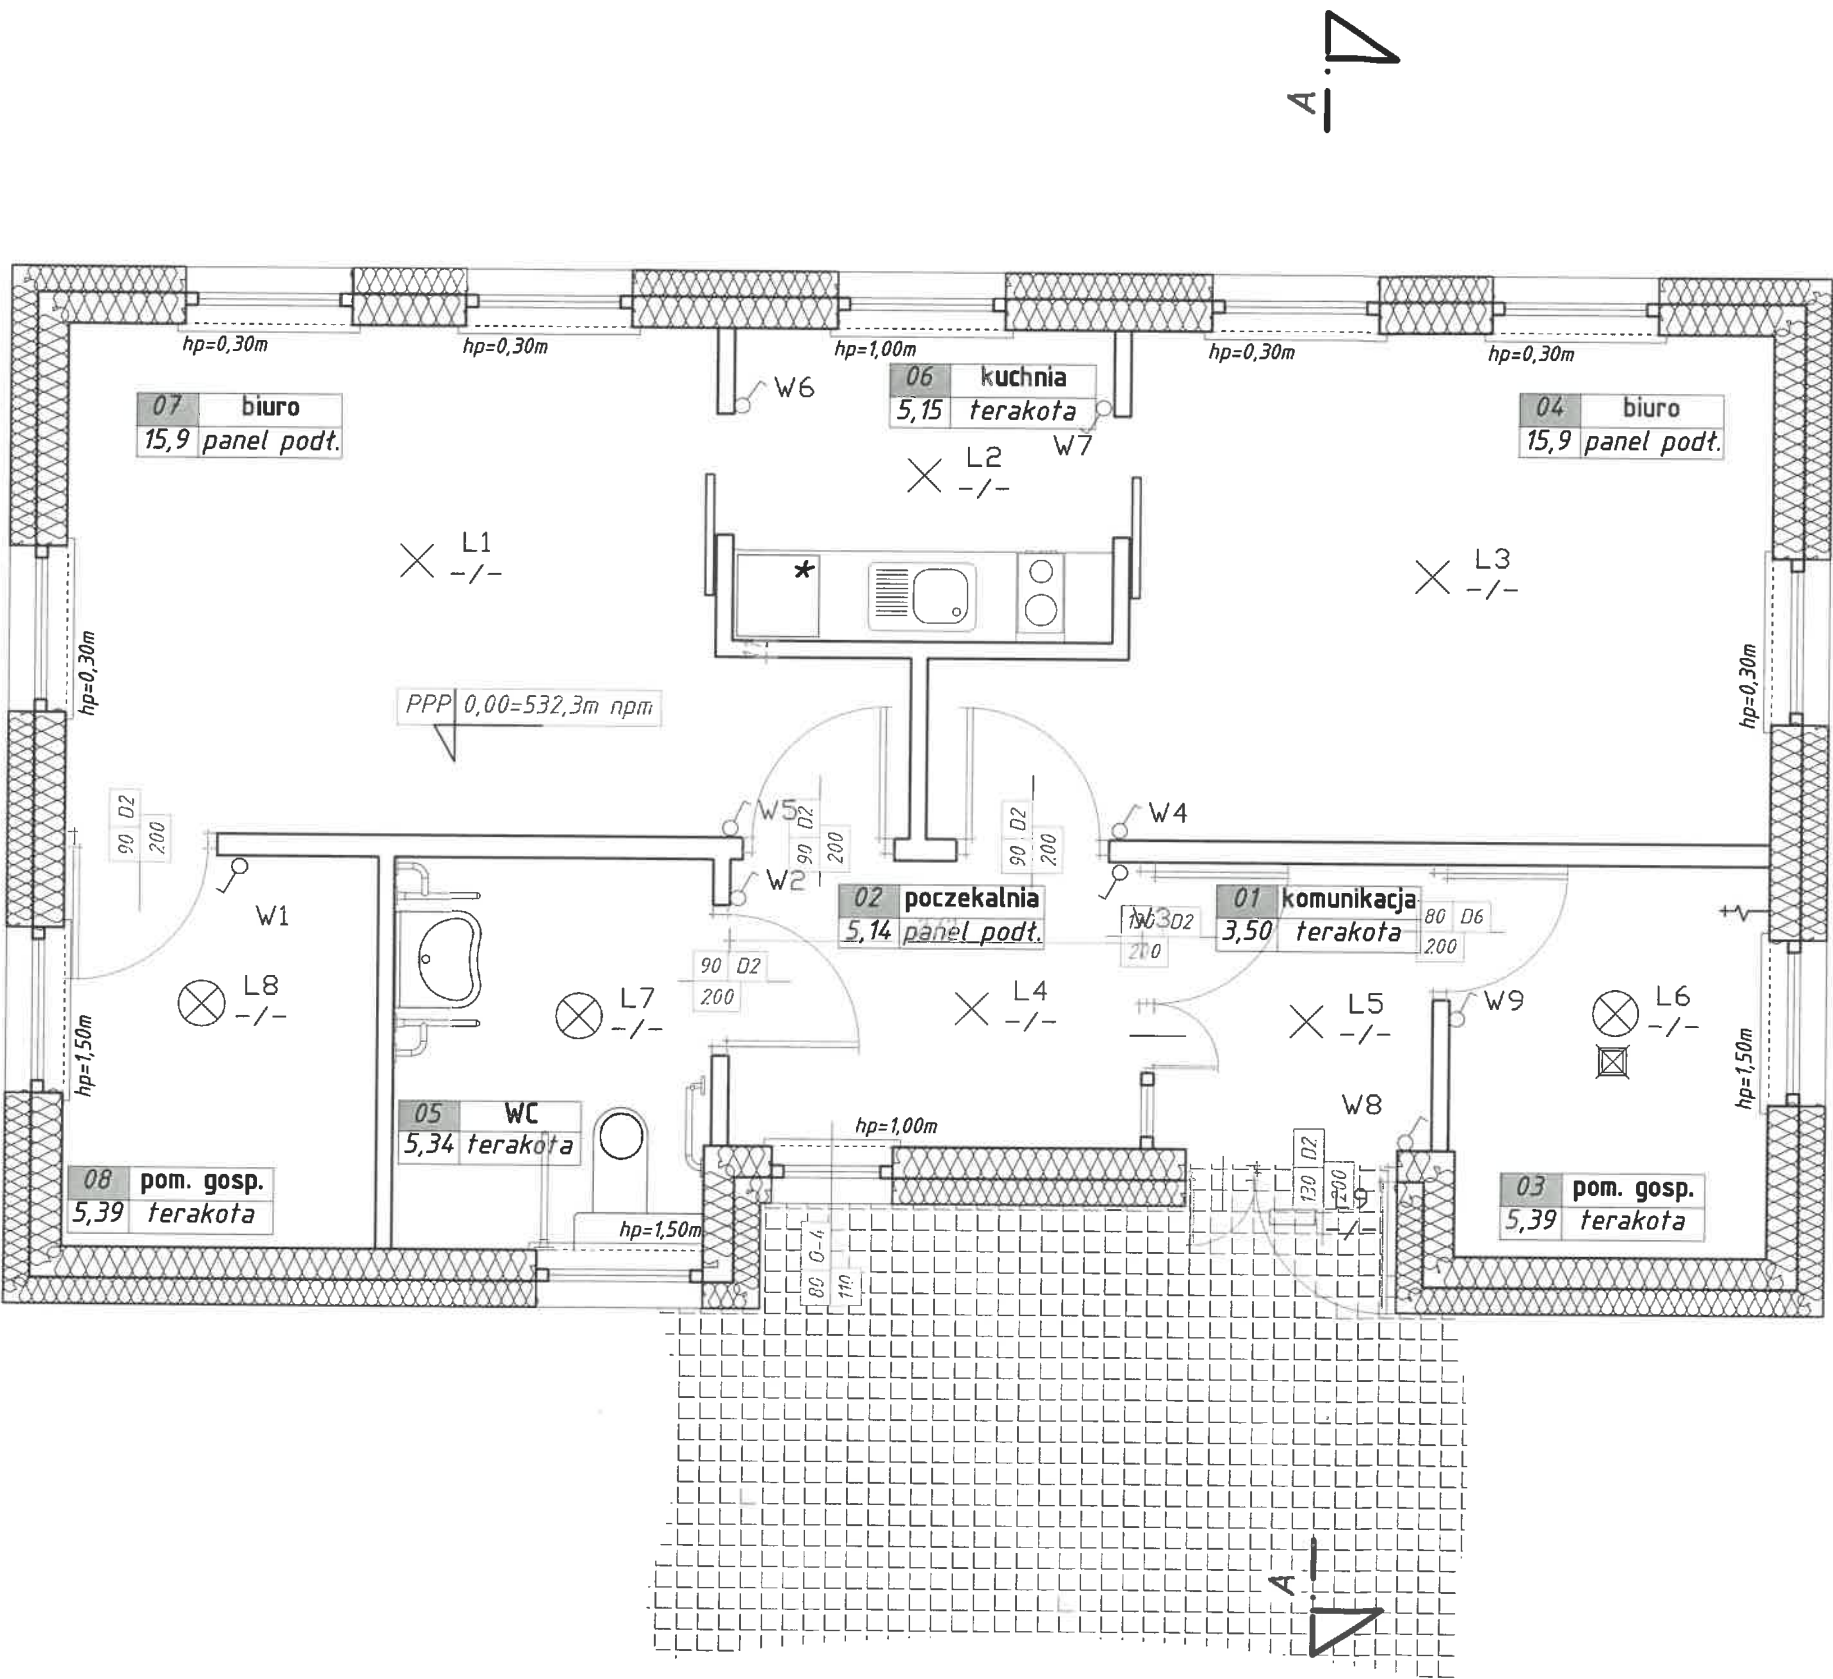 A
hp=0,30m
hp=0,30m
hp=1,00m
hp=0,30m
hp=0,30m
07 biuro
15,9 panel podł.
W6
06 kuchnia
5,15 terakota
W7
04 biuro
15,9 panel podł.
L1
-/-
L2
-/-
L3
-/-
*
hp=0,30m
hp=0,30m
PPP 0,00=532,3m npm
90 D2
200
W5
90 D2
200
90 D2
200
W4
W1
W2
02 poczekalnia
5,14 panel podł.
W3
D2
200
01 komunikacja
3,50 terakota
80 D6
200
90 D2
200
L8
-/-
L7
-/-
L4
-/-
L5
-/-
W9
L6
-/-
hp=1,50m
hp=1,50m
05 WC
5,34 terakota
hp=1,00m
W8
08 pom. gosp.
5,39 terakota
hp=1,50m
130 D2
200
-/-
03 pom. gosp.
5,39 terakota
80 O-4
110
A